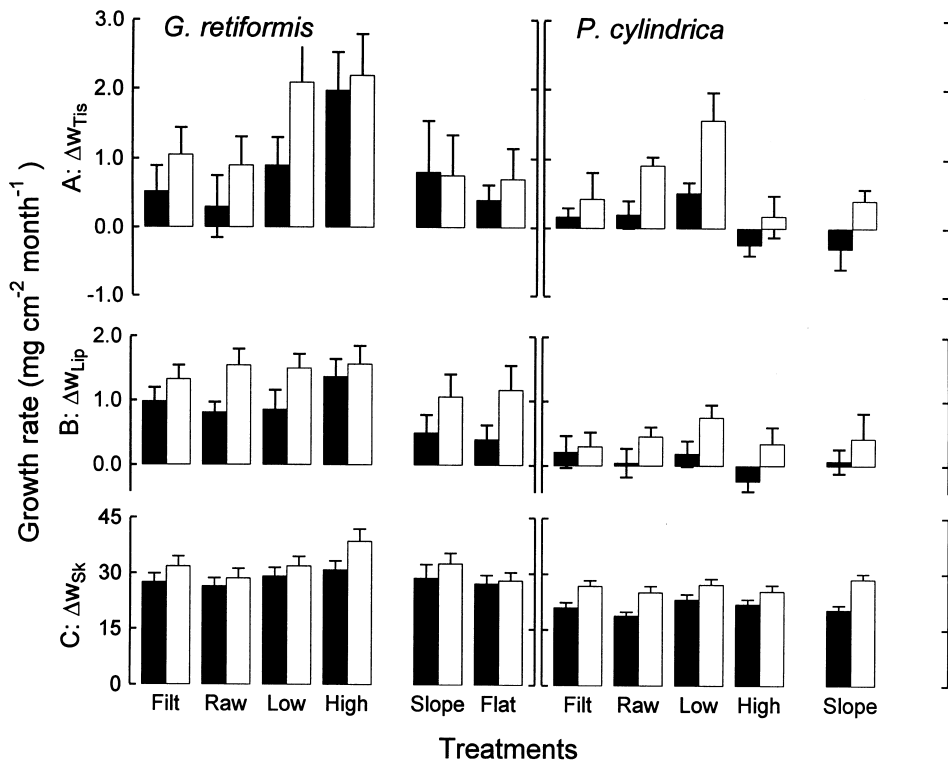 G. retiformis
P. cylindrica
Growth rate (mg cm⁻² month⁻¹ )
A: ΔwTis
3.0
2.0
1.0
0.0
-1.0
B: ΔwLip
2.0
1.0
0.0
C: ΔwSk
45
30
15
0
Filt Raw Low High Slope Flat Filt Raw Low High Slope
Treatments